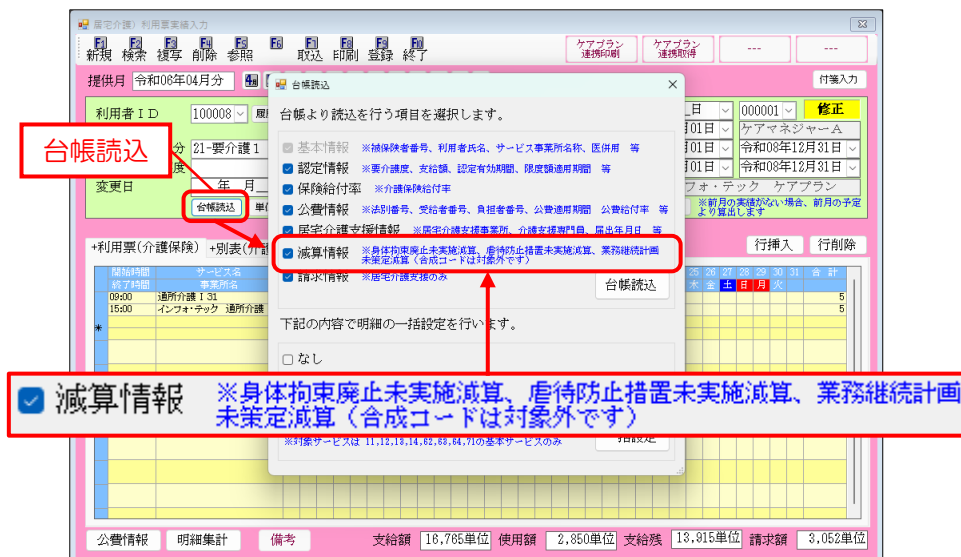 居宅介護）利用票実績入力
F1 F2 F3 F4 F5 F6 F7 F8 F9 F10
新規 検索 複写 削除 参照 取込 印刷 登録 終了
ケアプラン連携印刷 ケアプラン連携取得 --- ---
提供月 令和06年04月分 付箋入力
台帳読込
利用者ＩＤ 100008
000001 修正
台帳より読込を行う項目を選択します。
01日 ケアマネジャーＡ
台帳読込
分 21-要介護1
基本情報 ※被保険者番号、利用者氏名、サービス事業所名称、医併用 等
01日 令和08年12月31日
度
認定情報 ※要介護度、支給額、認定有効期間、限度額適用期間 等
01日 令和08年12月31日
変更日 年 月
保険給付率 ※介護保険給付率
フォ・テック ケアプラン
台帳読込
公費情報 ※法別番号、受給者番号、負担者番号、公費適用期間 公費給付率 等
※前月の実績がない場合、前月の予定
より算出します
居宅介護支援情報 ※居宅介護支援事業所、介護支援専門員、届出年月日 等
+利用票(介護保険) +別表(介
減算情報 ※身体拘束廃止未実施減算、虐待防止措置未実施減算、業務継続計画
未策定減算（合成コードは対象外です）
行挿入 行削除
請求情報 ※居宅介護支援のみ
台帳読込
開始時間 サービス名 25 26 27 28 29 30 31 合計
終了時間 事業所名 木 金 土 日 月 火
09:00 通所介護Ⅰ31 5
15:00 インフォ・テック 通所介護 5
*
下記の内容で明細の一括設定を行います。
なし
減算情報 ※身体拘束廃止未実施減算、虐待防止措置未実施減算、業務継続計画
未策定減算（合成コードは対象外です）
※対象サービスは 11,12,13,14,62,63,64,71の基本サービスのみ
公費情報 明細集計 備考 支給額 16,765単位 使用額 2,850単位 支給残 13,915単位 請求額 3,052単位